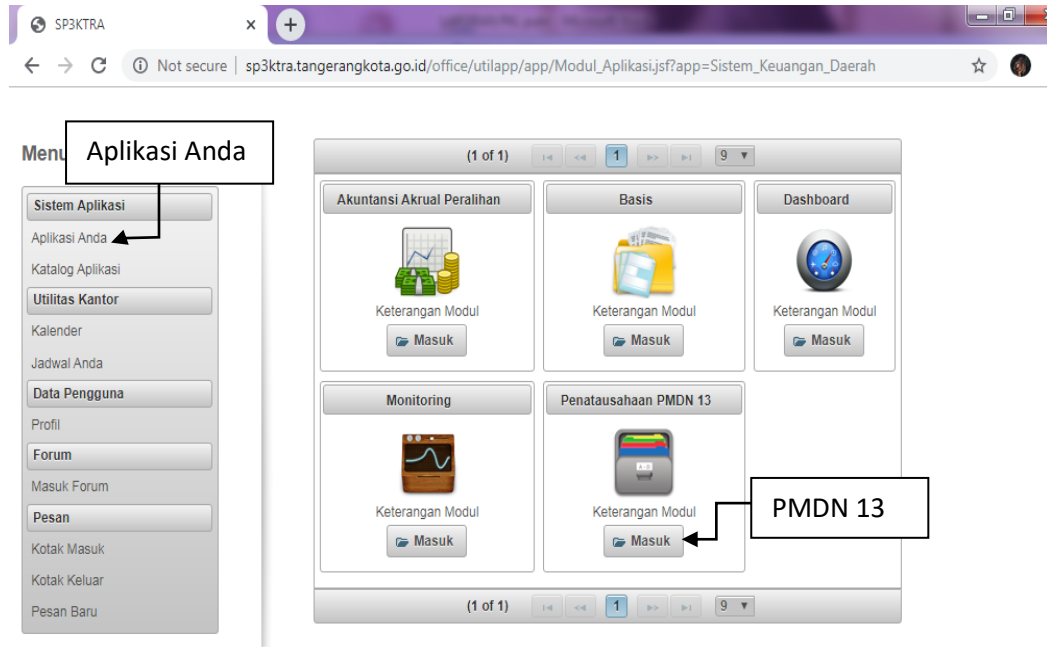 SP3KTRA
Not secure | sp3ktra.tangerangkota.go.id/office/utilapp/app/Modul_Aplikasi.jsf?app=Sistem_Keuangan_Daerah
Menu
Aplikasi Anda
Sistem Aplikasi
Aplikasi Anda
Katalog Aplikasi
Utilitas Kantor
Kalender
Jadwal Anda
Data Pengguna
Profil
Forum
Masuk Forum
Pesan
Kotak Masuk
Kotak Keluar
Pesan Baru
(1 of 1) 1 9
Akuntansi Akrual Peralihan
Keterangan Modul
Masuk
Basis
Keterangan Modul
Masuk
Dashboard
Keterangan Modul
Masuk
Monitoring
Keterangan Modul
Masuk
Penatausahaan PMDN 13
Keterangan Modul
Masuk
PMDN 13
(1 of 1) 1 9